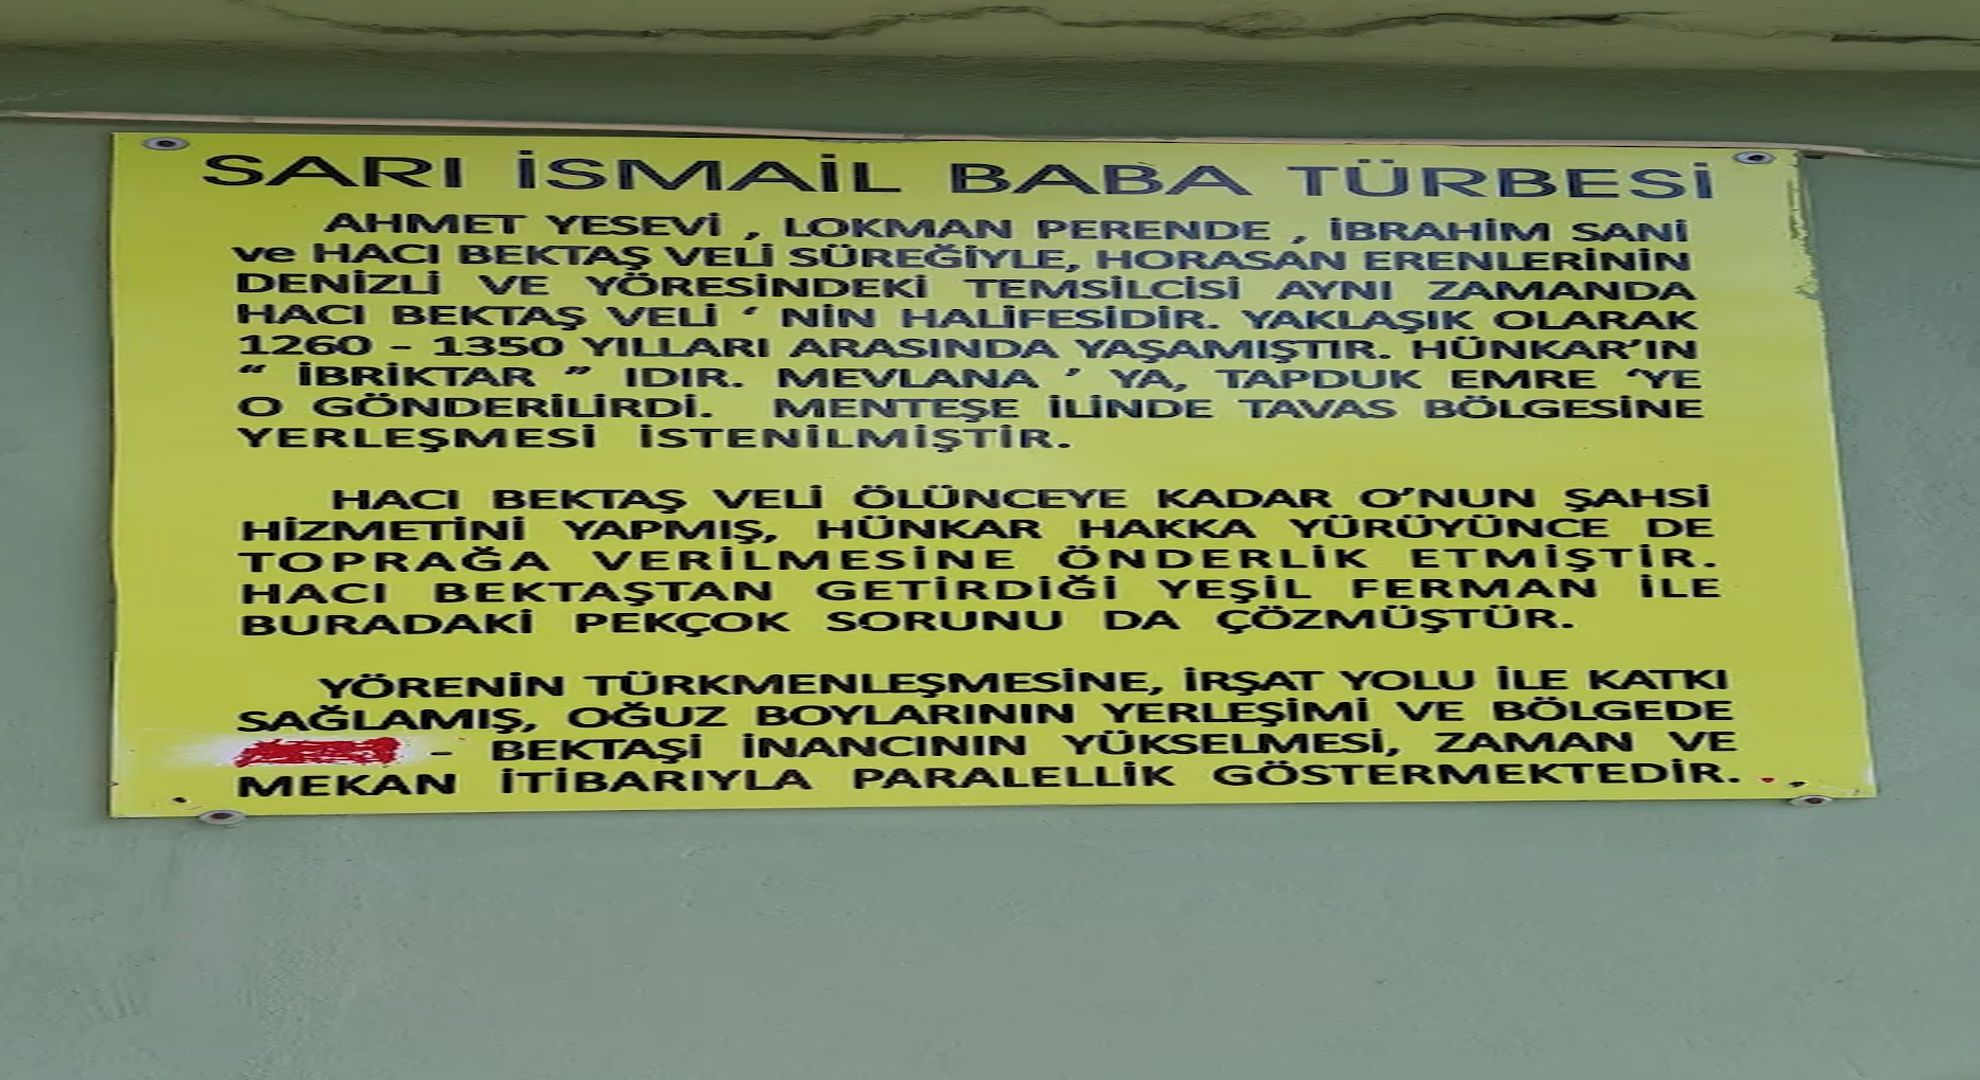 SARI İSMAİL BABA TÜRBESİ
AHMET YESEVİ , LOKMAN PERENDE , İBRAHİM SANİ
ve HACI BEKTAŞ VELİ SÜREĞİYLE, HORASAN ERENLERİNİN
DENİZLİ VE YÖRESİNDEKİ TEMSİLCİSİ AYNI ZAMANDA
HACI BEKTAŞ VELİ ‘ NİN HALİFESİDİR. YAKLAŞIK OLARAK
1260 - 1350 YILLARI ARASINDA YAŞAMIŞTIR. HÜNKAR’IN
“ İBRİKTAR ” IDIR. MEVLANA ’ YA, TAPDUK EMRE ‘YE
O GÖNDERİLİRDİ. MENTEŞE İLİNDE TAVAS BÖLGESİNE
YERLEŞMESİ İSTENİLMİŞTİR.
HACI BEKTAŞ VELİ ÖLÜNCEYE KADAR O’NUN ŞAHSİ
HİZMETİNİ YAPMIŞ, HÜNKAR HAKKA YÜRÜYÜNCE DE
TOPRAĞA VERİLMESİNE ÖNDERLİK ETMİŞTİR.
HACI BEKTAŞTAN GETİRDİĞİ YEŞİL FERMAN İLE
BURADAKİ PEKÇOK SORUNU DA ÇÖZMÜŞTÜR.
YÖRENİN TÜRKMENLEŞMESİNE, İRŞAT YOLU İLE KATKI
SAĞLAMIŞ, OĞUZ BOYLARININ YERLEŞİMİ VE BÖLGEDE
- BEKTAŞİ İNANCININ YÜKSELMESİ, ZAMAN VE
MEKAN İTİBARIYLA PARALELLİK GÖSTERMEKTEDİR.